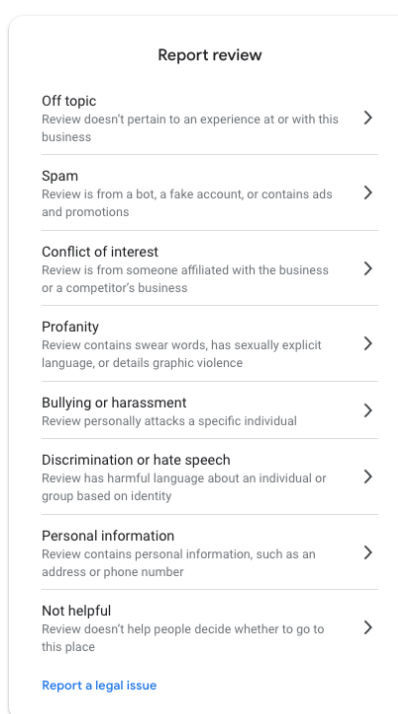 Report review
Off topic
Review doesn't pertain to an experience at or with this
business
Spam
Review is from a bot, a fake account, or contains ads
and promotions
Conflict of interest
Review is from someone affiliated with the business
or a competitor's business
Profanity
Review contains swear words, has sexually explicit
language, or details graphic violence
Bullying or harassment
Review personally attacks a specific individual
Discrimination or hate speech
Review has harmful language about an individual or
group based on identity
Personal information
Review contains personal information, such as an
address or phone number
Not helpful
Review doesn't help people decide whether to go to
this place
Report a legal issue